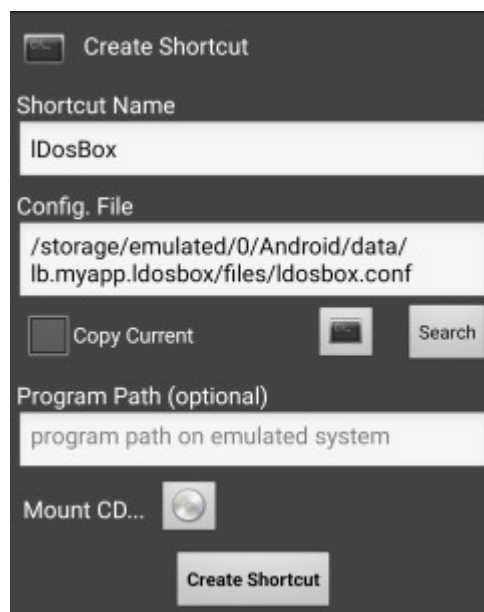 Create Shortcut
Shortcut Name
lDosBox
Config. File
/storage/emulated/0/Android/data/
lb.myapp.ldosbox/files/ldosbox.conf
Copy Current
Search
Program Path (optional)
program path on emulated system
Mount CD...
Create Shortcut